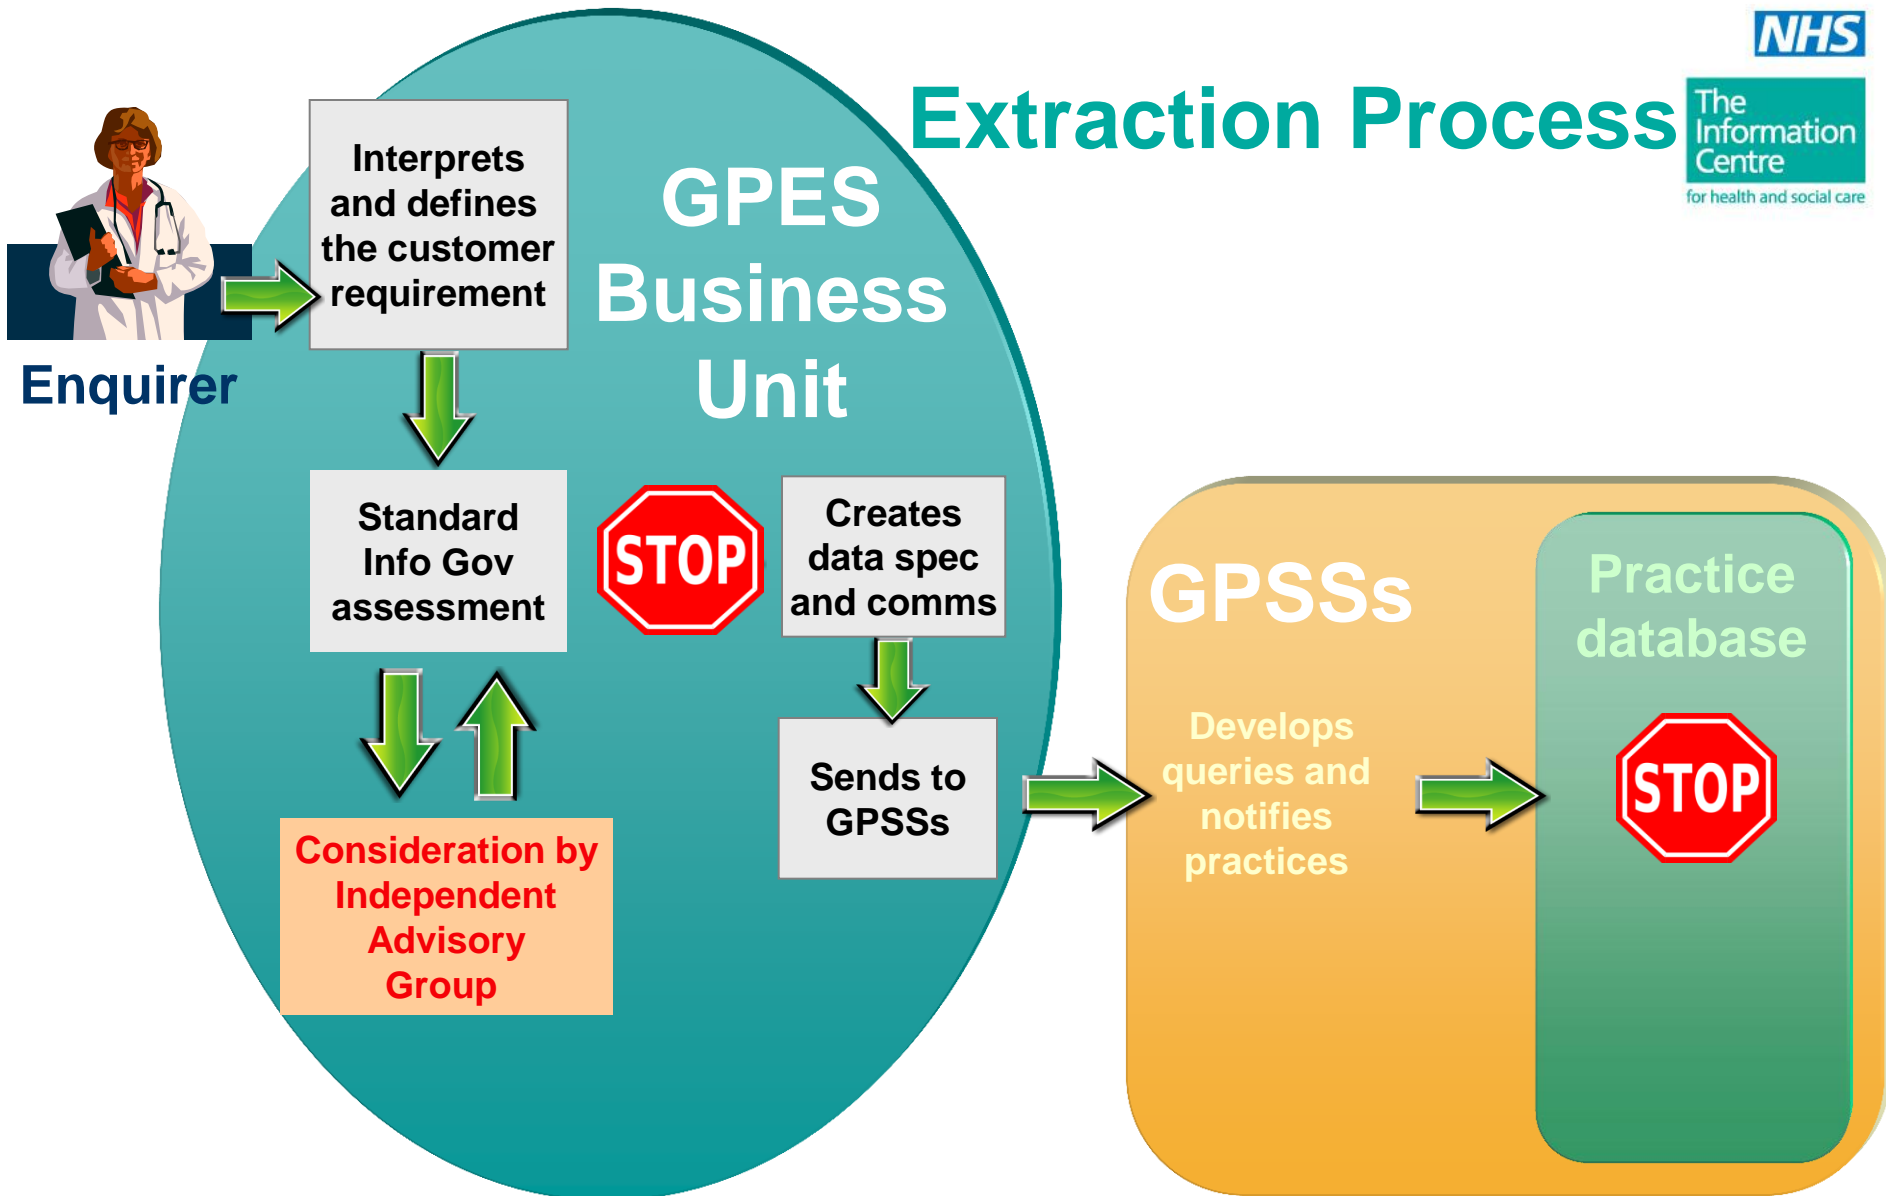 NHS
Extraction Process
The
Information
Centre
for health and social care
Enquirer
Interprets
and defines
the customer
requirement
GPES
Business
Unit
Standard
Info Gov
assessment
STOP
Creates
data spec
and comms
Consideration by
Independent
Advisory
Group
Sends to
GPSSs
GPSSs
Develops
queries and
notifies
practices
Practice
database
STOP